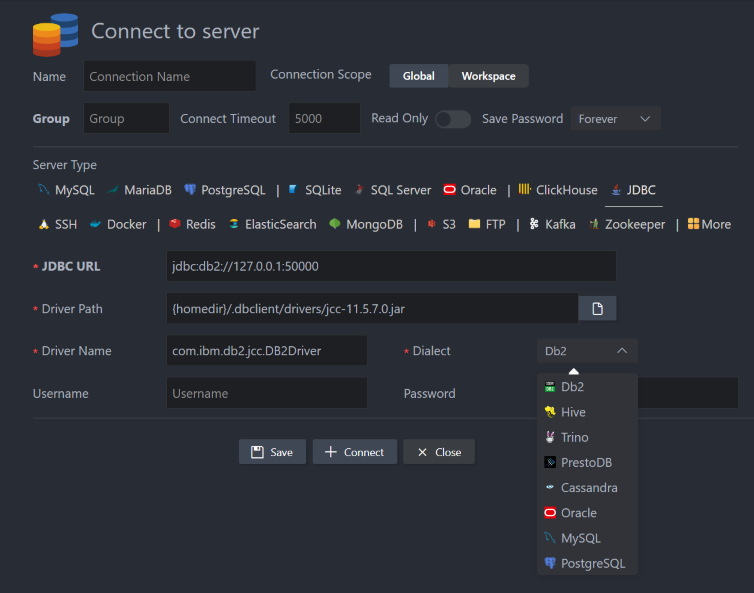 Connect to server
Name Connection Name Connection Scope Global Workspace
Group Group Connect Timeout 5000 Read Only Save Password Forever
Server Type
MySQL MariaDB PostgreSQL | SQLite SQL Server Oracle | ClickHouse JDBC
SSH Docker | Redis ElasticSearch MongoDB | S3 FTP | Kafka Zookeeper | More
* JDBC URL jdbc:db2://127.0.0.1:50000
* Driver Path {homedir}/.dbclient/drivers/jcc-11.5.7.0.jar
* Driver Name com.ibm.db2.jcc.DB2Driver * Dialect Db2
Username Username Password
Db2
Hive
Trino
PrestoDB
Cassandra
Oracle
MySQL
PostgreSQL
Save Connect Close